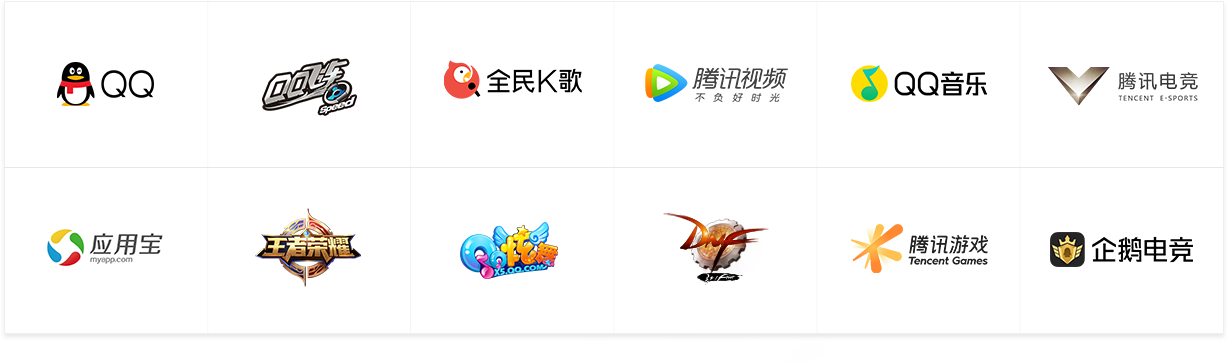 QQ
QQ飞车
Speed
全民K歌
腾讯视频
不负好时光
QQ音乐
腾讯电竞
TENCENT E-SPORTS
应用宝
myapp.com
王者荣耀
QQ炫舞
X5.QQ.COM
DNF
腾讯游戏
Tencent Games
企鹅电竞